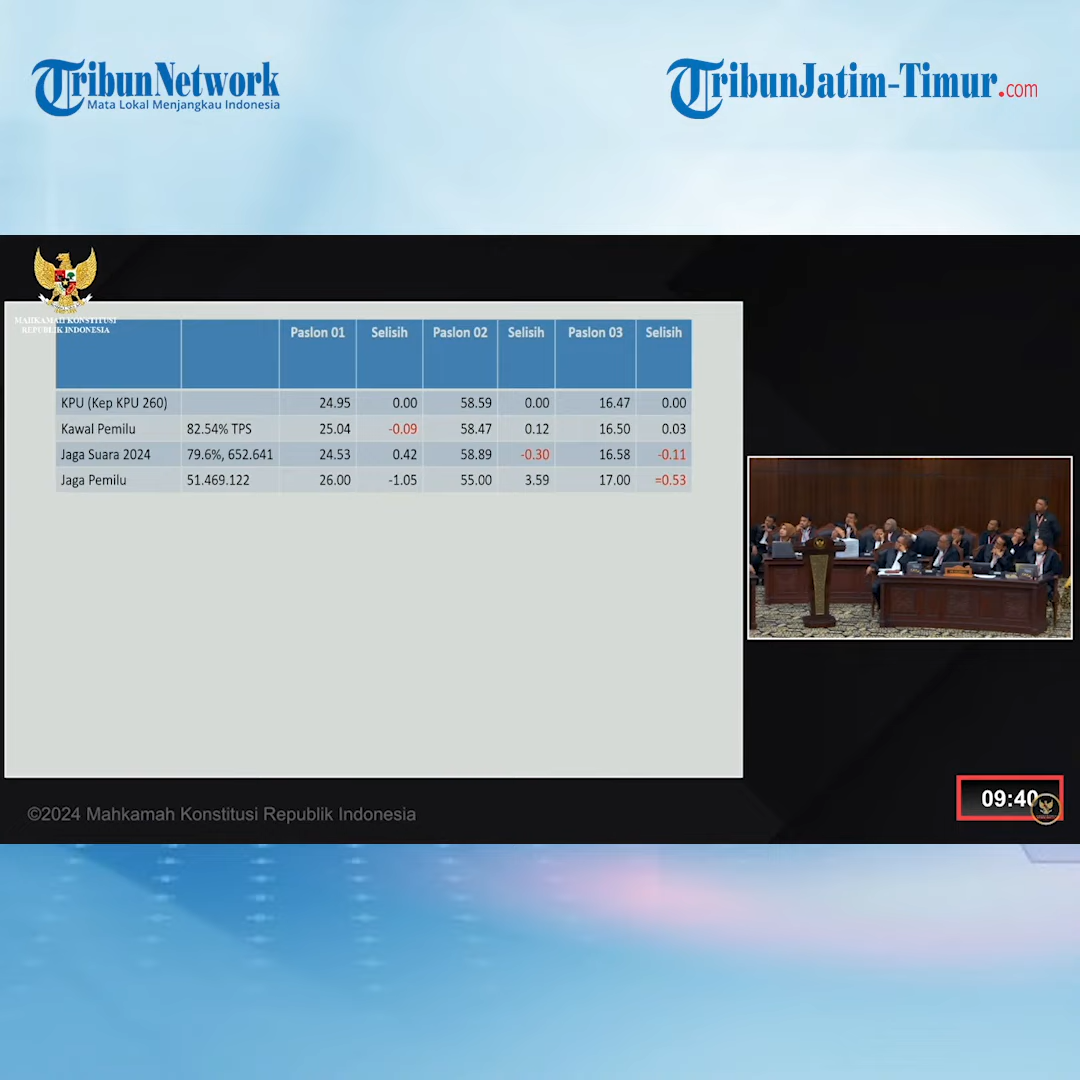 TribunNetwork
Mata Lokal Menjangkau Indonesia
TribunJatim-Timur.com
MAHKAMAH KONSTITUSI
REPUBLIK INDONESIA
Paslon 01 Selisih Paslon 02 Selisih Paslon 03 Selisih
KPU (Kep KPU 260) 24.95 0.00 58.59 0.00 16.47 0.00
Kawal Pemilu 82.54% TPS 25.04 -0.09 58.47 0.12 16.50 0.03
Jaga Suara 2024 79.6%, 652.641 24.53 0.42 58.89 -0.30 16.58 -0.11
Jaga Pemilu 51.469.122 26.00 -1.05 55.00 3.59 17.00 =0.53
©2024 Mahkamah Konstitusi Republik Indonesia
09:40